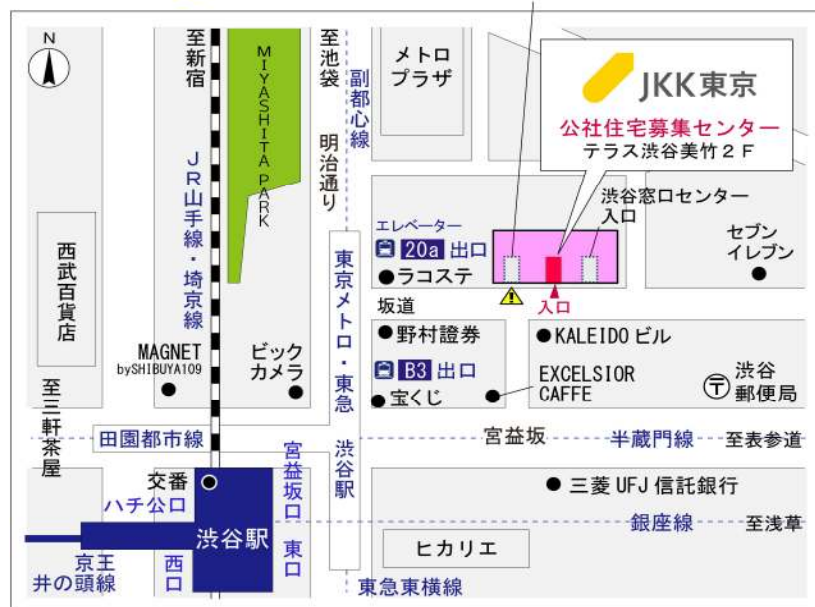 N
至新宿
MIYASHITA PARK
至池袋
明治通り
副都心線
メトロ
プラザ
JKK東京
公社住宅募集センター
テラス渋谷美竹２F
JR山手線・埼京線
渋谷窓口センター
入口
エレベーター
20a 出口
ラコステ
セブン
イレブン
西武百貨店
入口
坂道
東京メトロ・東急 渋谷駅
野村證券
KALEIDO ビル
MAGNET
bySHIBUYA109
ビック
カメラ
B3 出口
EXCELSIOR
CAFFE
〒
渋谷
郵便局
宝くじ
至三軒茶屋
田園都市線
宮益坂
半蔵門線
至表参道
交番
宮益坂口
ハチ公口
三菱 UFJ 信託銀行
渋谷駅
銀座線
至浅草
京王
井の頭線
西口
東口
ヒカリエ
東急東横線